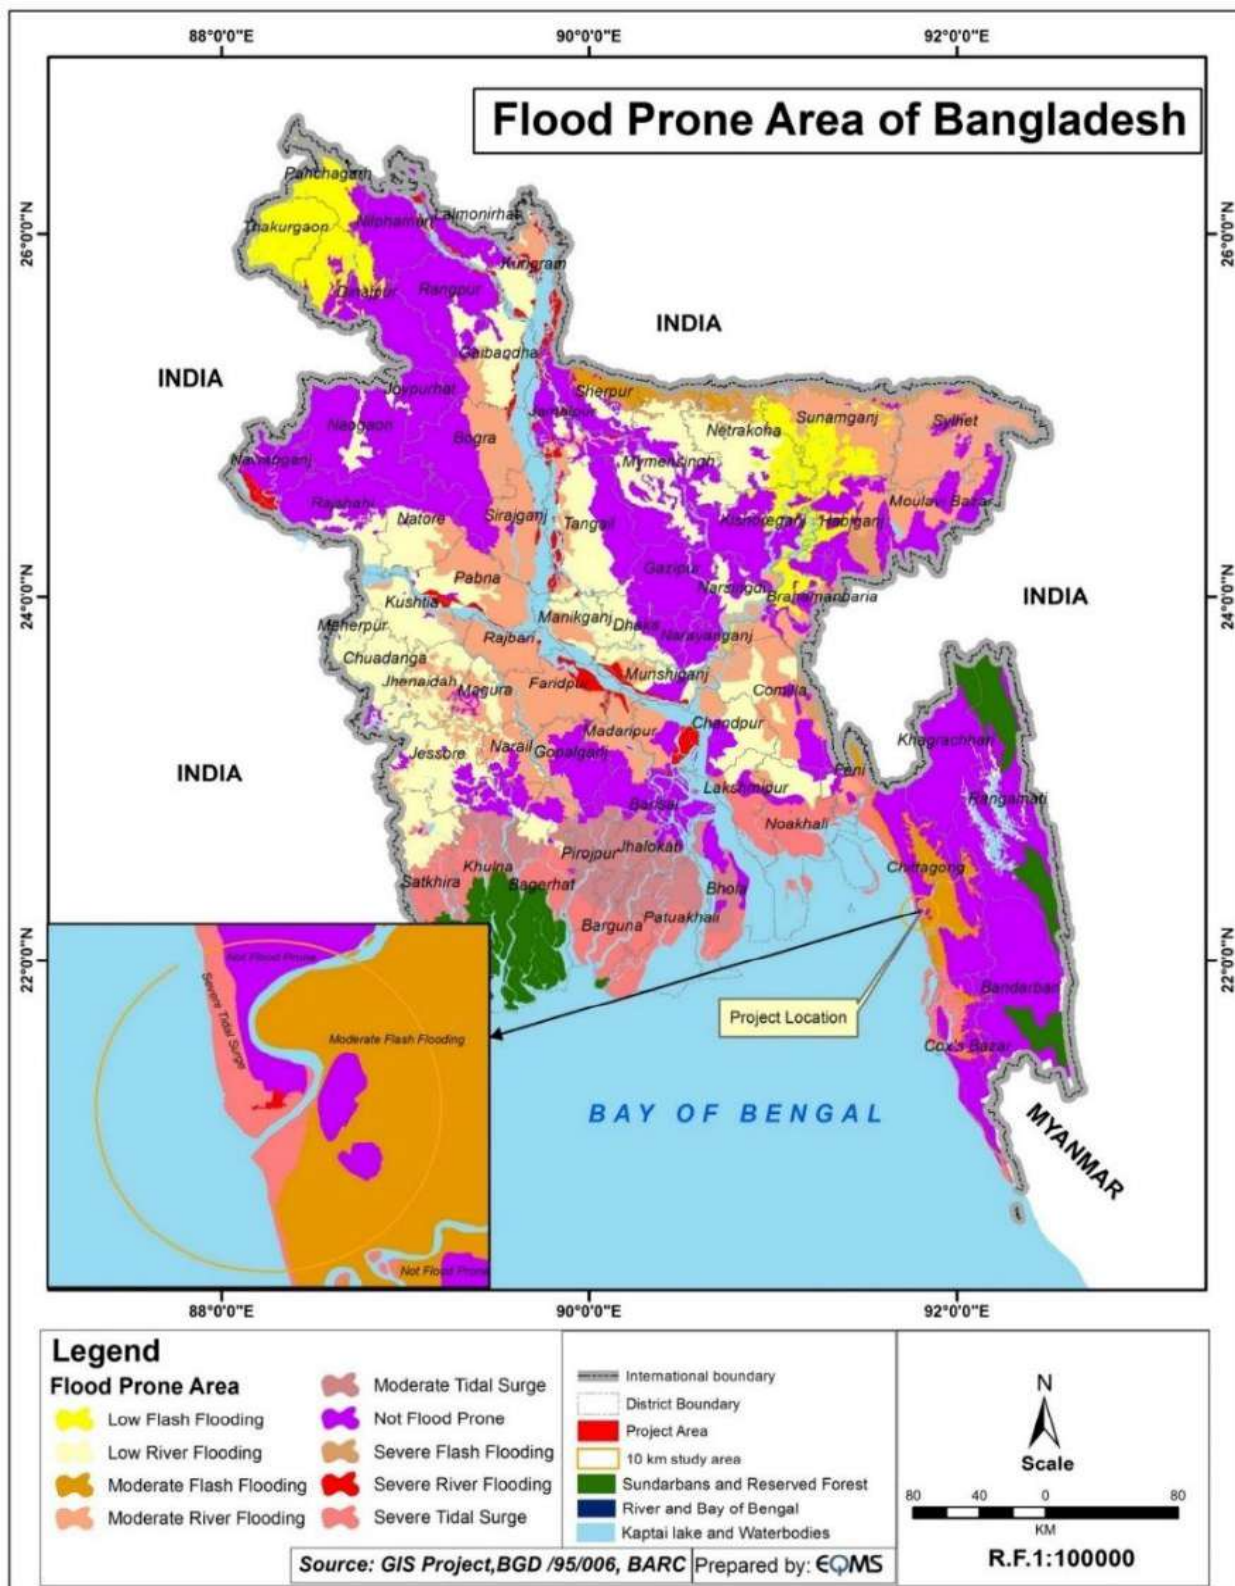 88°0'0"E 90°0'0"E 92°0'0"E
Flood Prone Area of Bangladesh
26°0'0"N
24°0'0"N
22°0'0"N
26°0'0"N
24°0'0"N
22°0'0"N
Panchagarh
Thakurgaon
Nilphamari
Lalmonirhat
Kurigram
Dinajpur
Rangpur
INDIA
INDIA
Gaibandha
Joypurhat
Sherpur
Jamalpur
Naogaon
Netrakona
Sunamganj
Sylhet
Bogra
Nawabganj
Mymensingh
Rajshahi
Moulavi Bazar
Natore
Sirajganj
Tangail
Kishoreganj
Habiganj
Gazipur
Pabna
Narsingdi
Brahamanbaria
INDIA
Kushtia
Meherpur
Manikganj
Dhaka
Narayanganj
Rajbari
Chuadanga
Jhenaidah
Magura
Faridpur
Munshiganj
Comilla
Madaripur
Chandpur
Khagrachhari
Jessore
Narail
Gopalganj
INDIA
Feni
Lakshmipur
Rangamati
Barisal
Noakhali
Khulna
Pirojpur
Jhalokati
Chittagong
Satkhira
Bagerhat
Bhola
Barguna
Patuakhali
Not Flood Prone
Severe Tidal Surge
Moderate Flash Flooding
Not Flood Prone
Project Location
Bandarban
Cox's Bazar
BAY OF BENGAL
MYANMAR
88°0'0"E 90°0'0"E 92°0'0"E
Legend
Flood Prone Area
Low Flash Flooding
Low River Flooding
Moderate Flash Flooding
Moderate River Flooding
Moderate Tidal Surge
Not Flood Prone
Severe Flash Flooding
Severe River Flooding
Severe Tidal Surge
International boundary
District Boundary
Project Area
10 km study area
Sundarbans and Reserved Forest
River and Bay of Bengal
Kaptai lake and Waterbodies
N
Scale
80 40 0 80
KM
R.F.1:100000
Source: GIS Project,BGD /95/006, BARC
Prepared by: EQMS